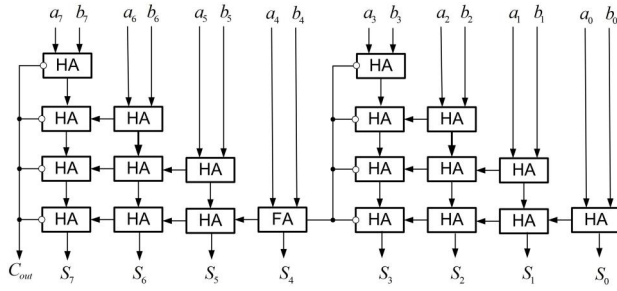 a₇ b₇ a₆ b₆ a₅ b₅ a₄ b₄ a₃ b₃ a₂ b₂ a₁ b₁ a₀ b₀
HA HA
HA HA HA HA
HA HA HA HA HA HA
HA HA HA FA HA HA HA HA
C_out S₇ S₆ S₅ S₄ S₃ S₂ S₁ S₀